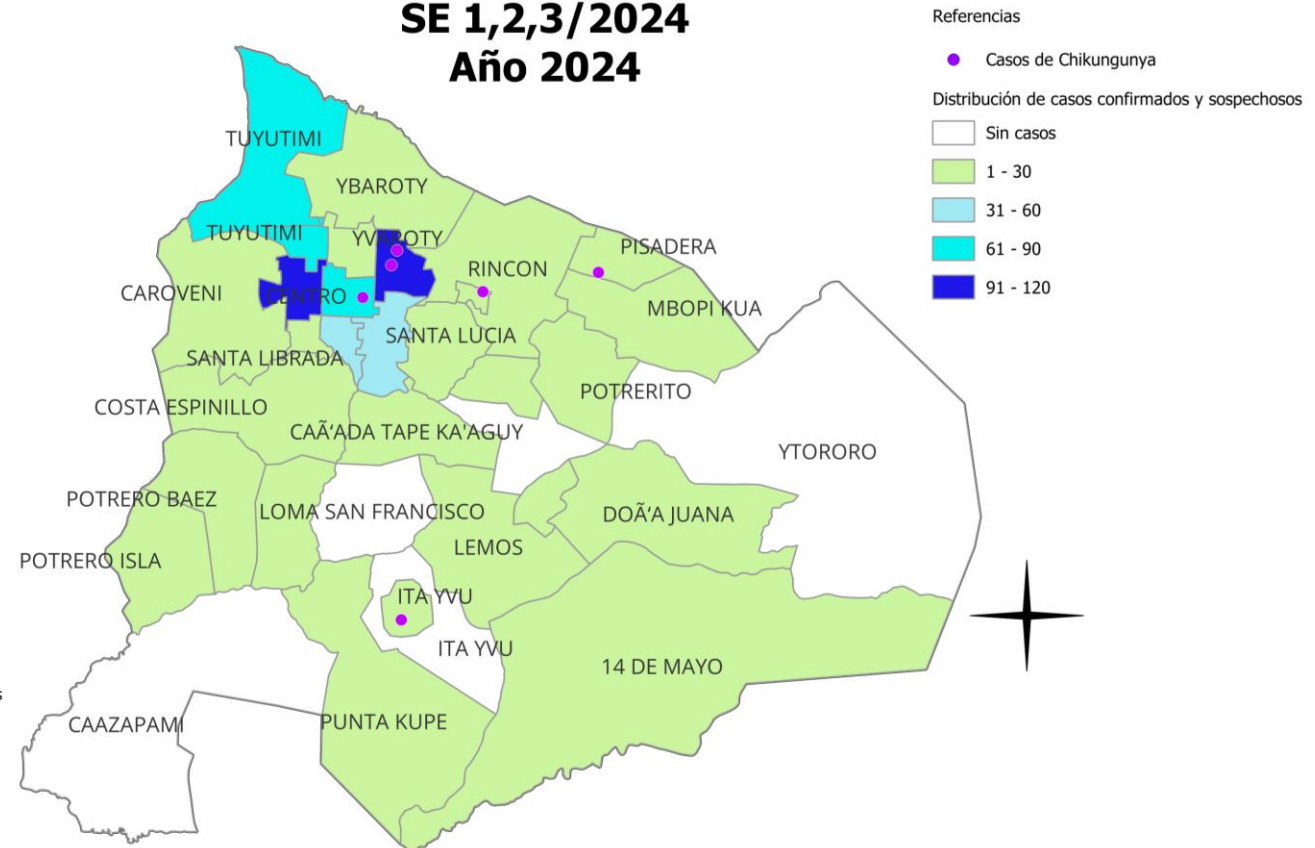 SE 1,2,3/2024
Año 2024
Referencias
Casos de Chikungunya
Distribución de casos confirmados y sospechosos
Sin casos
1 - 30
31 - 60
61 - 90
91 - 120
TUYUTIMI
YBAROTY
TUYUTIMI
YVAROTY
PISADERA
RINCON
CAROVENI
CENTRO
MBOPI KUA
SANTA LUCIA
SANTA LIBRADA
POTRERITO
COSTA ESPINILLO
CAÃ'ADA TAPE KA'AGUY
YTORORO
POTRERO BAEZ
LOMA SAN FRANCISCO
DOÃ'A JUANA
LEMOS
POTRERO ISLA
ITA YVU
ITA YVU
14 DE MAYO
s
CAAZAPAMI
PUNTA KUPE